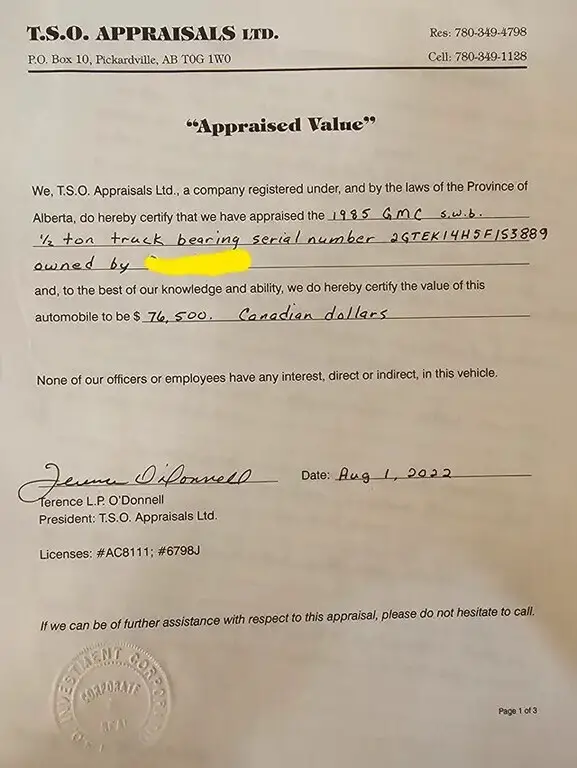 T.S.O. APPRAISALS LTD.
Res: 780-349-4798
P.O. Box 10, Pickardville, AB T0G 1W0
Cell: 780-349-1128
“Appraised Value”
We, T.S.O. Appraisals Ltd., a company registered under, and by the laws of the Province of
Alberta, do hereby certify that we have appraised the 1985 GMC s.w.b.
1/2 ton truck bearing serial number 2GTEK14H5F153889
owned by
and, to the best of our knowledge and ability, we do hereby certify the value of this
automobile to be $ 76,500. Canadian dollars
None of our officers or employees have any interest, direct or indirect, in this vehicle.
Terence O'Donnell
Date: Aug 1, 2022
Terence L.P. O'Donnell
President: T.S.O. Appraisals Ltd.
Licenses: #AC8111; #6798J
If we can be of further assistance with respect to this appraisal, please do not hesitate to call.
INVESTMENT CORPORATION
CORPORATE
SEAL
Page 1 of 3